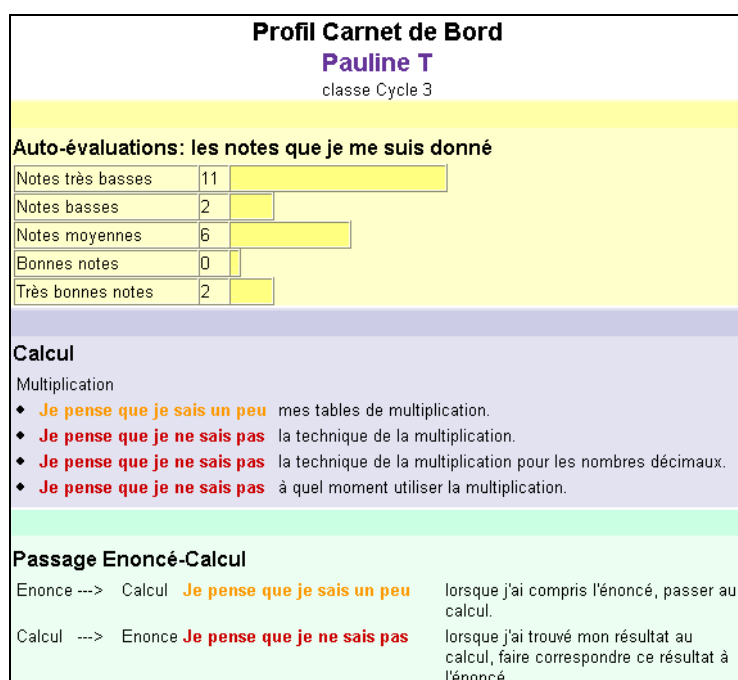 Profil Carnet de Bord
Pauline T
classe Cycle 3
Auto-évaluations: les notes que je me suis donné
Notes très basses 11
Notes basses 2
Notes moyennes 6
Bonnes notes 0
Très bonnes notes 2
Calcul
Multiplication
◆ Je pense que je sais un peu mes tables de multiplication.
◆ Je pense que je ne sais pas la technique de la multiplication.
◆ Je pense que je ne sais pas la technique de la multiplication pour les nombres décimaux.
◆ Je pense que je ne sais pas à quel moment utiliser la multiplication.
Passage Enoncé-Calcul
Enonce ---> Calcul Je pense que je sais un peu lorsque j'ai compris l'énoncé, passer au
calcul.
Calcul ---> Enonce Je pense que je ne sais pas lorsque j'ai trouvé mon résultat au
calcul, faire correspondre ce résultat à
l'énoncé